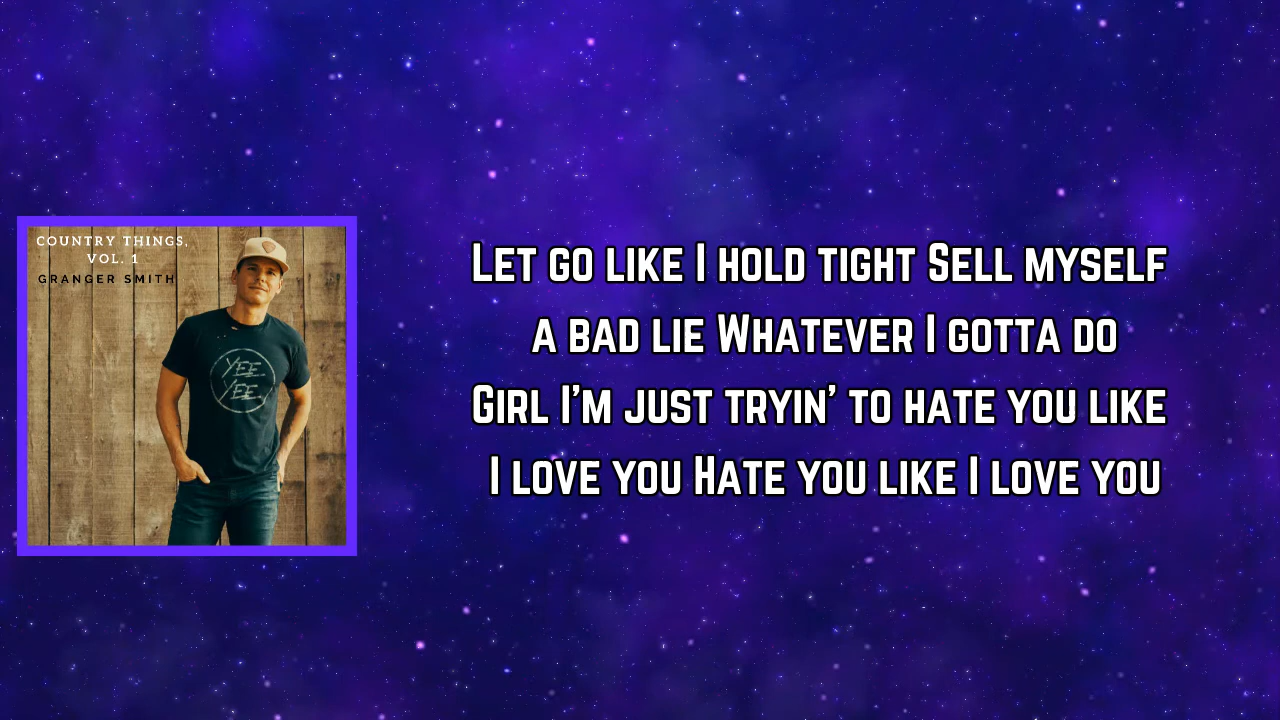 COUNTRY THINGS,
VOL. 1
GRANGER SMITH
YEE
YEE
LET GO LIKE I HOLD TIGHT SELL MYSELF
A BAD LIE WHATEVER I GOTTA DO
GIRL I'M JUST TRYIN' TO HATE YOU LIKE
I LOVE YOU HATE YOU LIKE I LOVE YOU